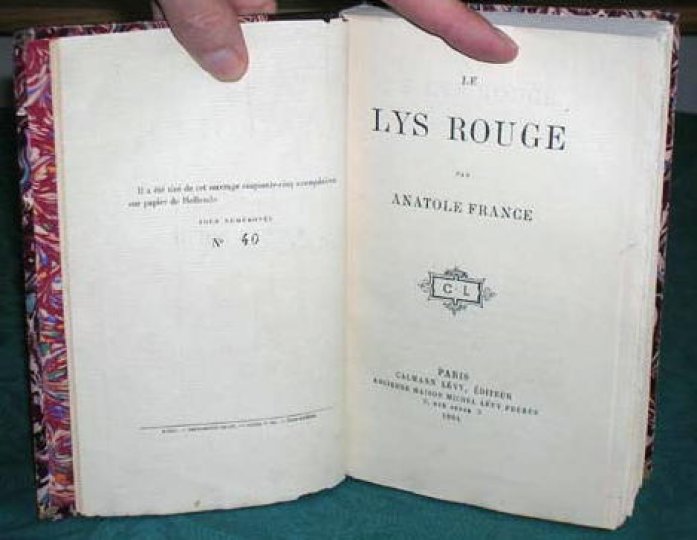 Il a été tiré de cet ouvrage cinquante-cinq exemplaires
sur papier de Hollande
TOUS NUMÉROTÉS
N° 40
LE
LYS ROUGE
PAR
ANATOLE FRANCE
C L
PARIS
CALMANN LÉVY, ÉDITEUR
ANCIENNE MAISON MICHEL LÉVY FRÈRES
3, RUE AUBER 3